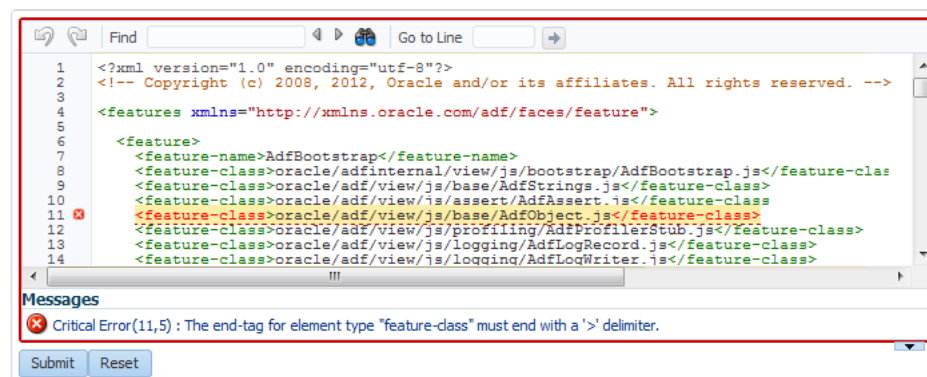 Find Go to Line
1 <?xml version="1.0" encoding="utf-8"?>
2 <!-- Copyright (c) 2008, 2012, Oracle and/or its affiliates. All rights reserved. -->
3
4 <features xmlns="http://xmlns.oracle.com/adf/faces/feature">
5
6 <feature>
7 <feature-name>AdfBootstrap</feature-name>
8 <feature-class>oracle/adfinternal/view/js/bootstrap/AdfBootstrap.js</feature-clas
9 <feature-class>oracle/adf/view/js/base/AdfStrings.js</feature-class>
10 <feature-class>oracle/adf/view/js/assert/AdfAssert.js</feature-class>
11 <feature-class>oracle/adf/view/js/base/AdfObject.js</feature-class>
12 <feature-class>oracle/adf/view/js/profiling/AdfProfilerStub.js</feature-class>
13 <feature-class>oracle/adf/view/js/logging/AdfLogRecord.js</feature-class>
14 <feature-class>oracle/adf/view/js/logging/AdfLogWriter.js</feature-class>
Messages
Critical Error(11,5) : The end-tag for element type "feature-class" must end with a '>' delimiter.
Submit Reset